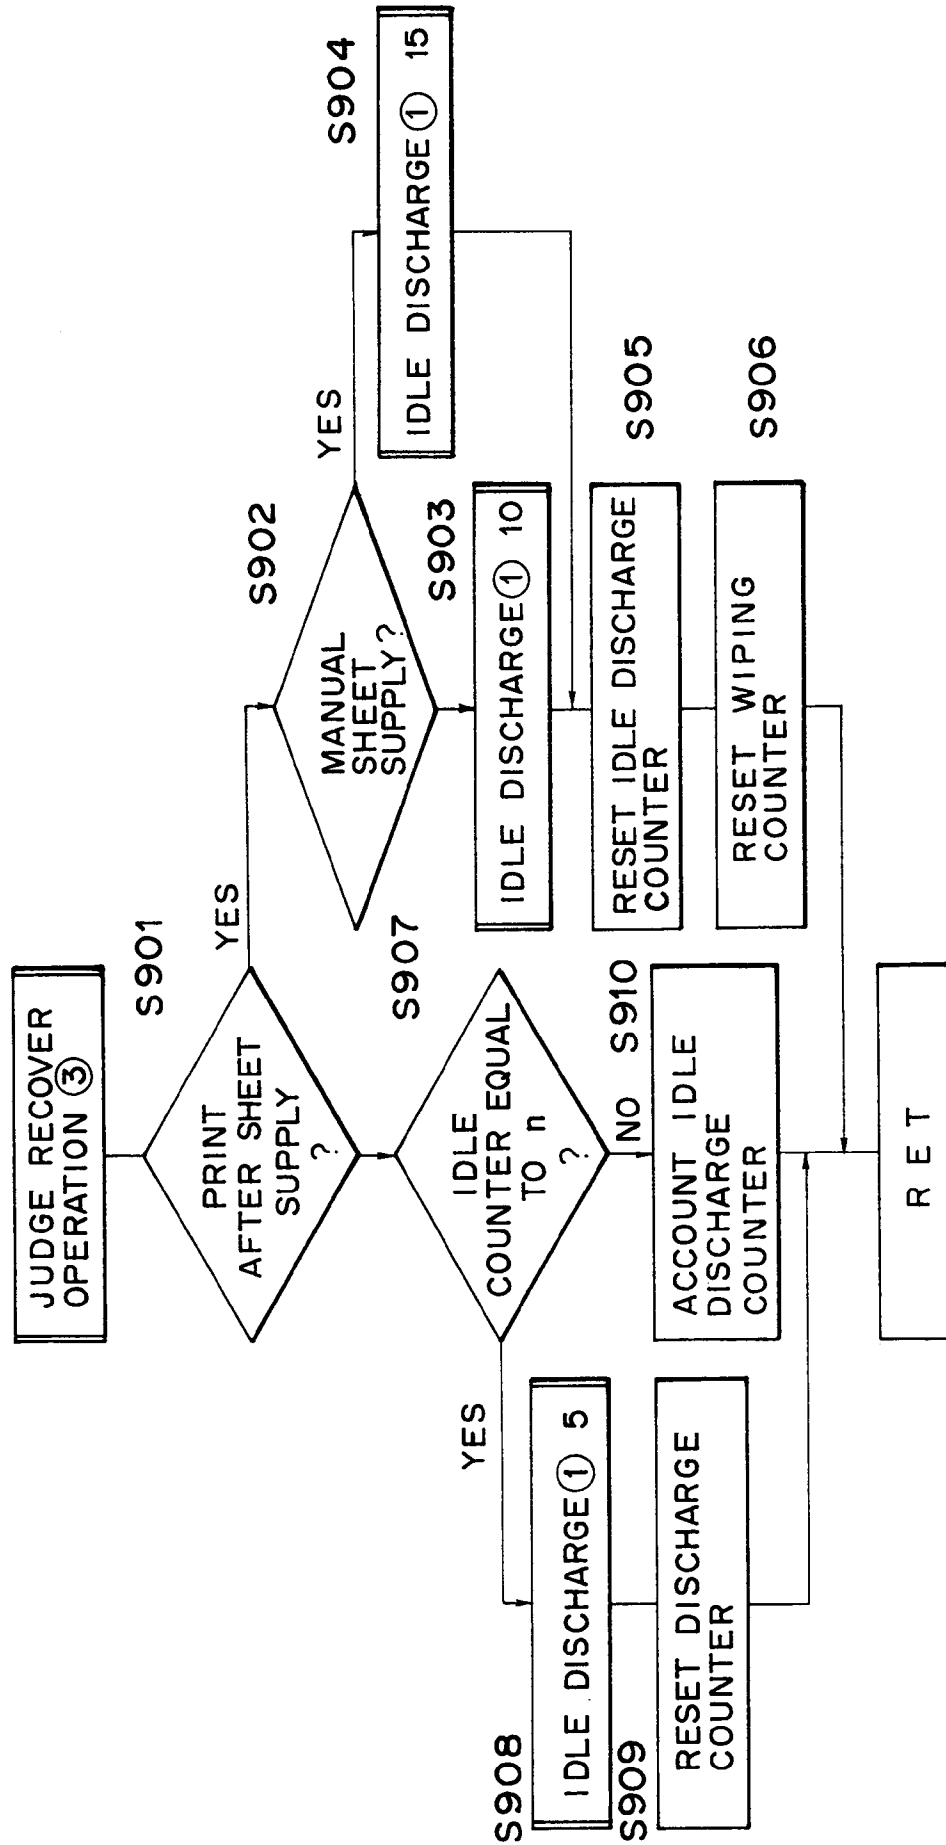 JUDGE RECOVER
OPERATION ③
S901
PRINT
AFTER SHEET
SUPPLY
?
YES
S902
MANUAL
SHEET
SUPPLY?
YES
S904
IDLE DISCHARGE ① 15
S903
IDLE DISCHARGE ① 10
S905
RESET IDLE DISCHARGE
COUNTER
S906
RESET WIPING
COUNTER
S907
IDLE
COUNTER EQUAL
TO n
?
YES
S908
IDLE DISCHARGE ① 5
S909
RESET DISCHARGE
COUNTER
NO
S910
ACCOUNT IDLE
DISCHARGE
COUNTER
RET